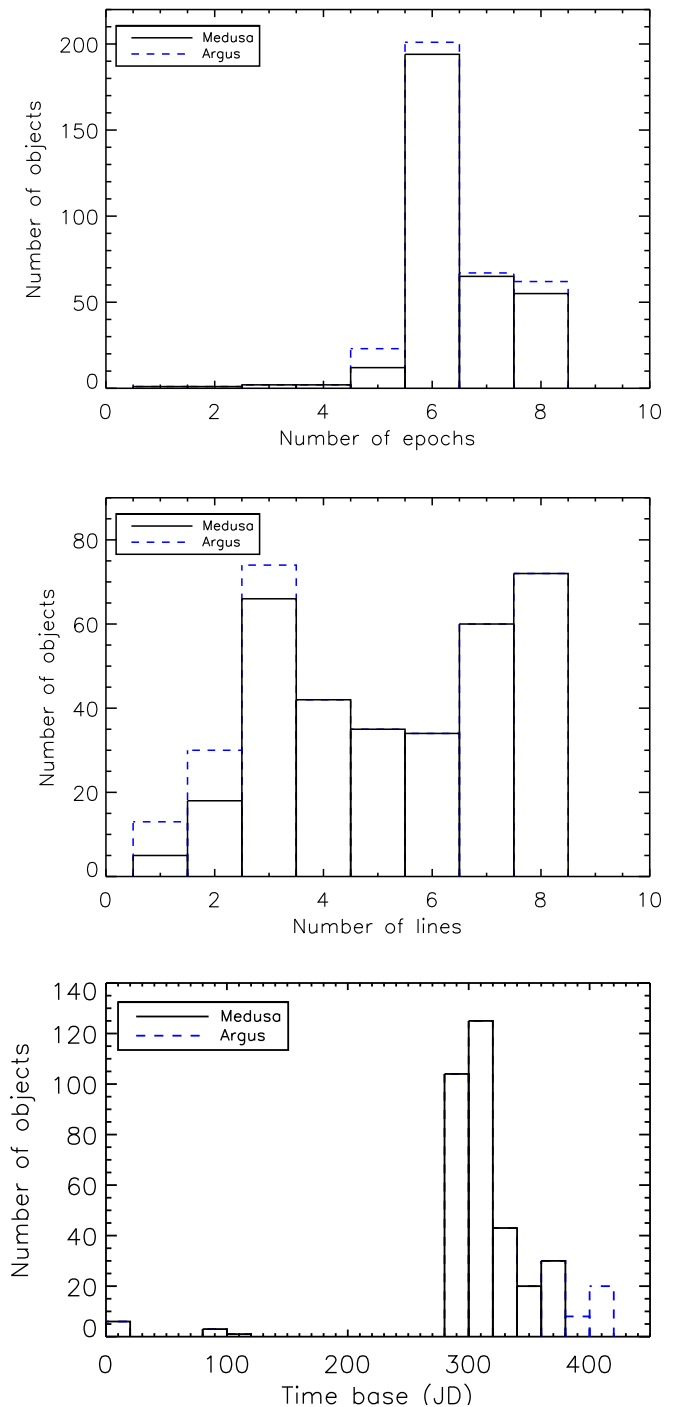 Medusa
Argus
200
150
100
50
0
0 2 4 6 8 10
Number of objects
Number of epochs
Medusa
Argus
80
60
40
20
0
0 2 4 6 8 10
Number of objects
Number of lines
Medusa
Argus
140
120
100
80
60
40
20
0
0 100 200 300 400
Number of objects
Time base (JD)